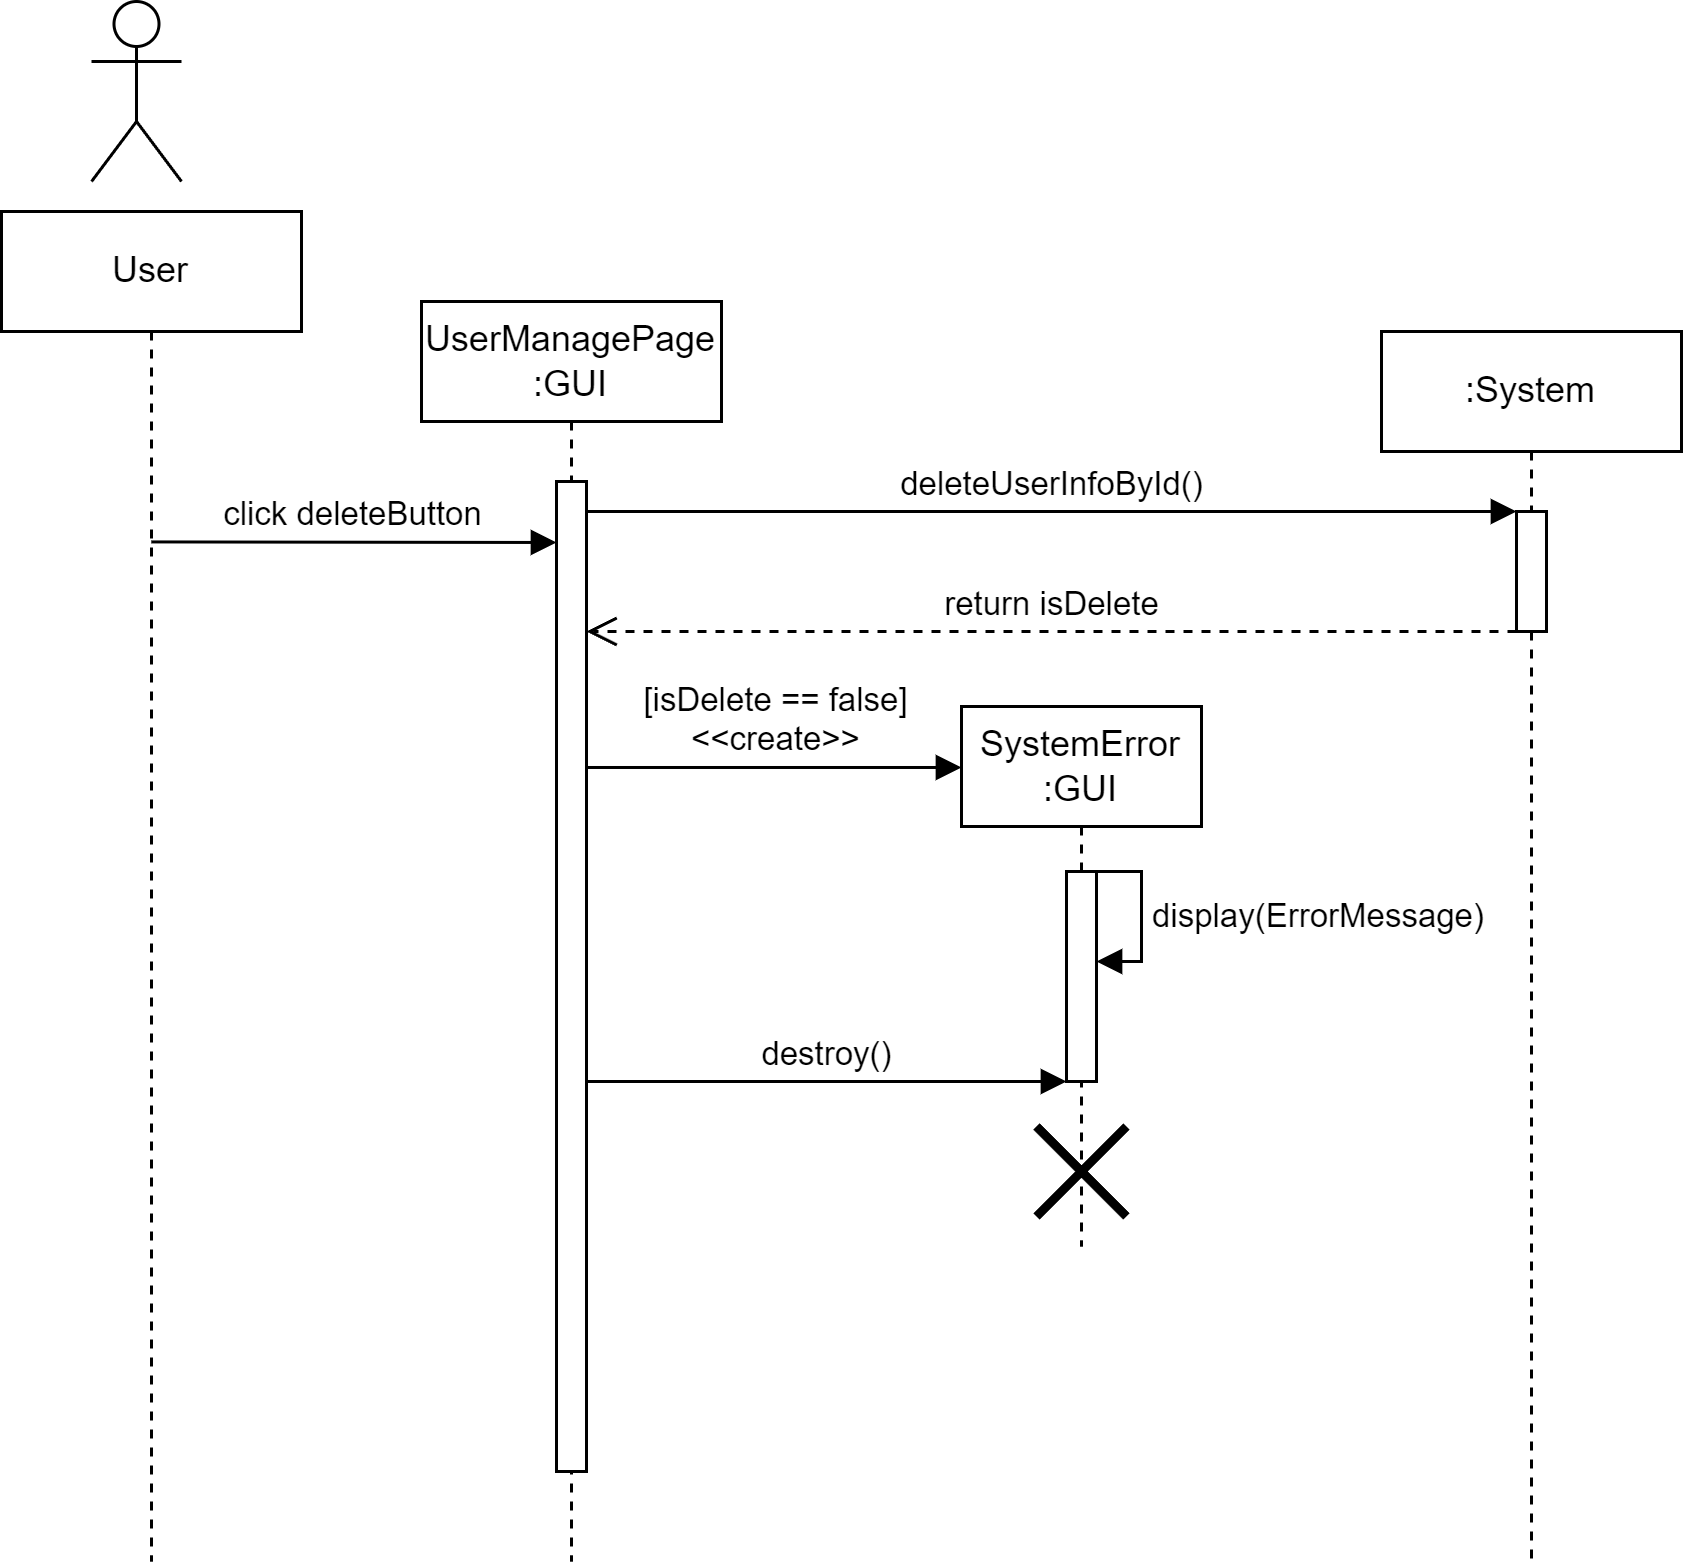 User
UserManagePage
:GUI
:System
deleteUserInfoById()
click deleteButton
return isDelete
[isDelete == false]
<<create>>
SystemError
:GUI
display(ErrorMessage)
destroy()